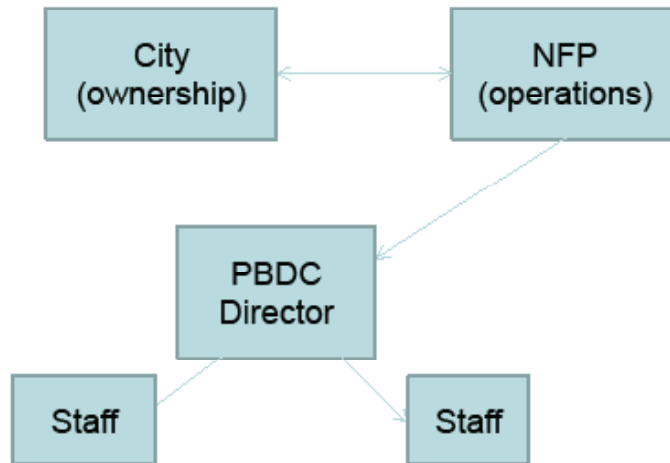 City
(ownership)
NFP
(operations)
PBDC
Director
Staff
Staff